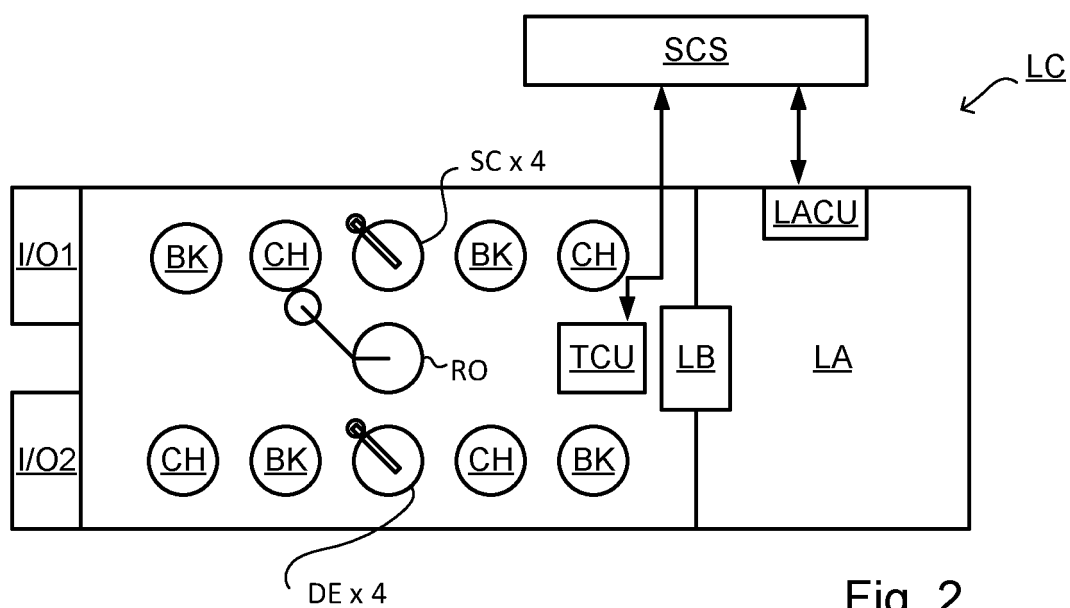 SCS
LC
SC x 4
LACU
I/O1
BK
CH
BK
CH
RO
TCU
LB
LA
I/O2
CH
BK
CH
BK
DE x 4
Fig. 2